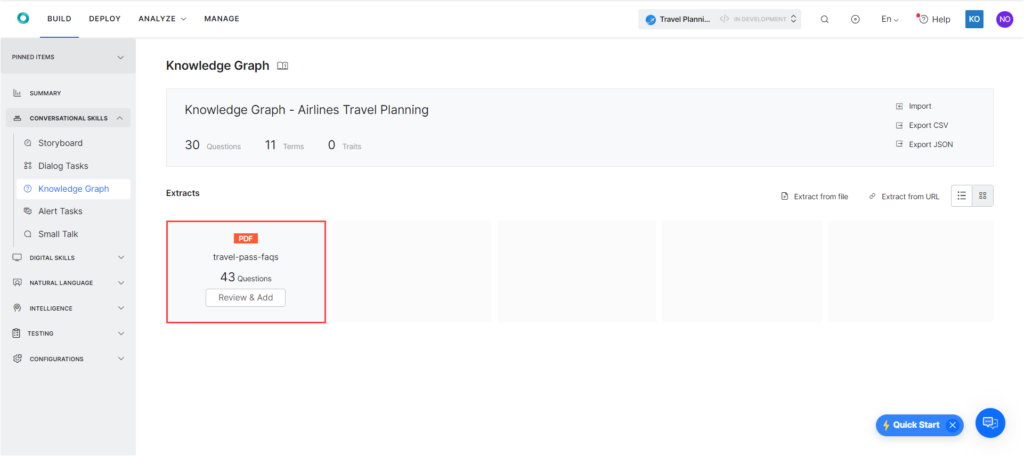 BUILD
DEPLOY
ANALYZE
MANAGE
Travel Planni...
IN DEVELOPMENT
En
Help
KO
NO
PINNED ITEMS
SUMMARY
CONVERSATIONAL SKILLS
Storyboard
Dialog Tasks
Knowledge Graph
Alert Tasks
Small Talk
DIGITAL SKILLS
NATURAL LANGUAGE
INTELLIGENCE
TESTING
CONFIGURATIONS
Knowledge Graph
Knowledge Graph - Airlines Travel Planning
30 Questions
11 Terms
0 Traits
Import
Export CSV
Export JSON
Extracts
Extract from file
Extract from URL
PDF
travel-pass-faqs
43 Questions
Review & Add
Quick Start